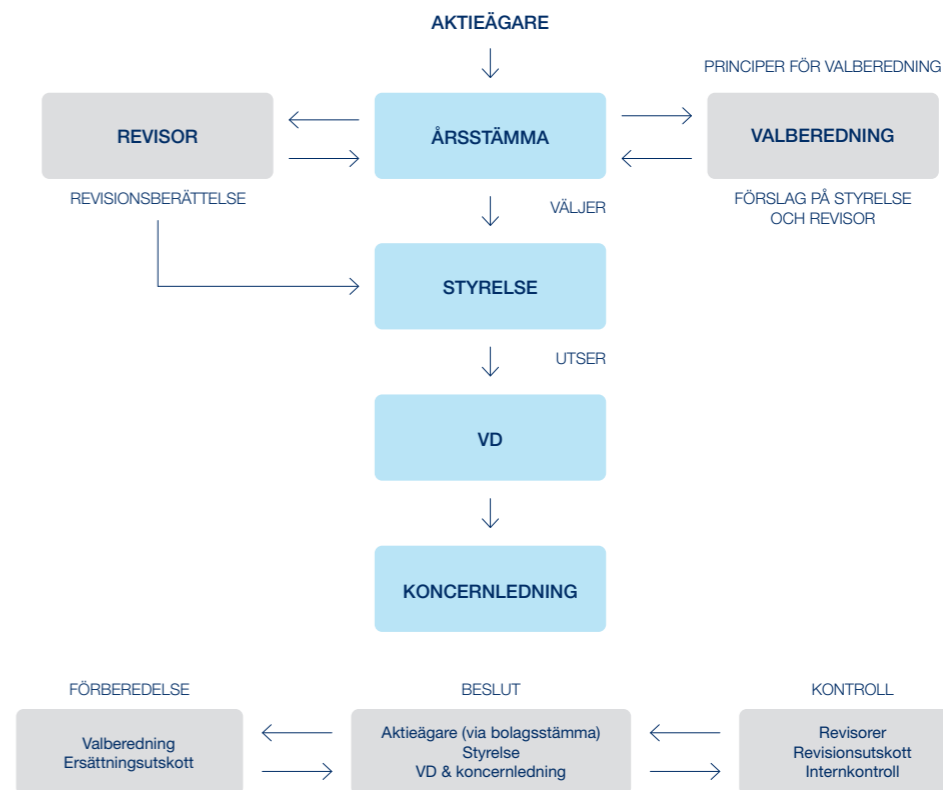 AKTIEÄGARE
PRINCIPER FÖR VALBEREDNING
REVISOR
ÅRSSTÄMMA
VALBEREDNING
REVISIONSBERÄTTELSE
VÄLJER
FÖRSLAG PÅ STYRELSE
OCH REVISOR
STYRELSE
UTSER
VD
KONCERNLEDNING
FÖRBEREDELSE
BESLUT
KONTROLL
Valberedning
Ersättningsutskott
Aktieägare (via bolagsstämma)
Styrelse
VD & koncernledning
Revisorer
Revisionsutskott
Internkontroll